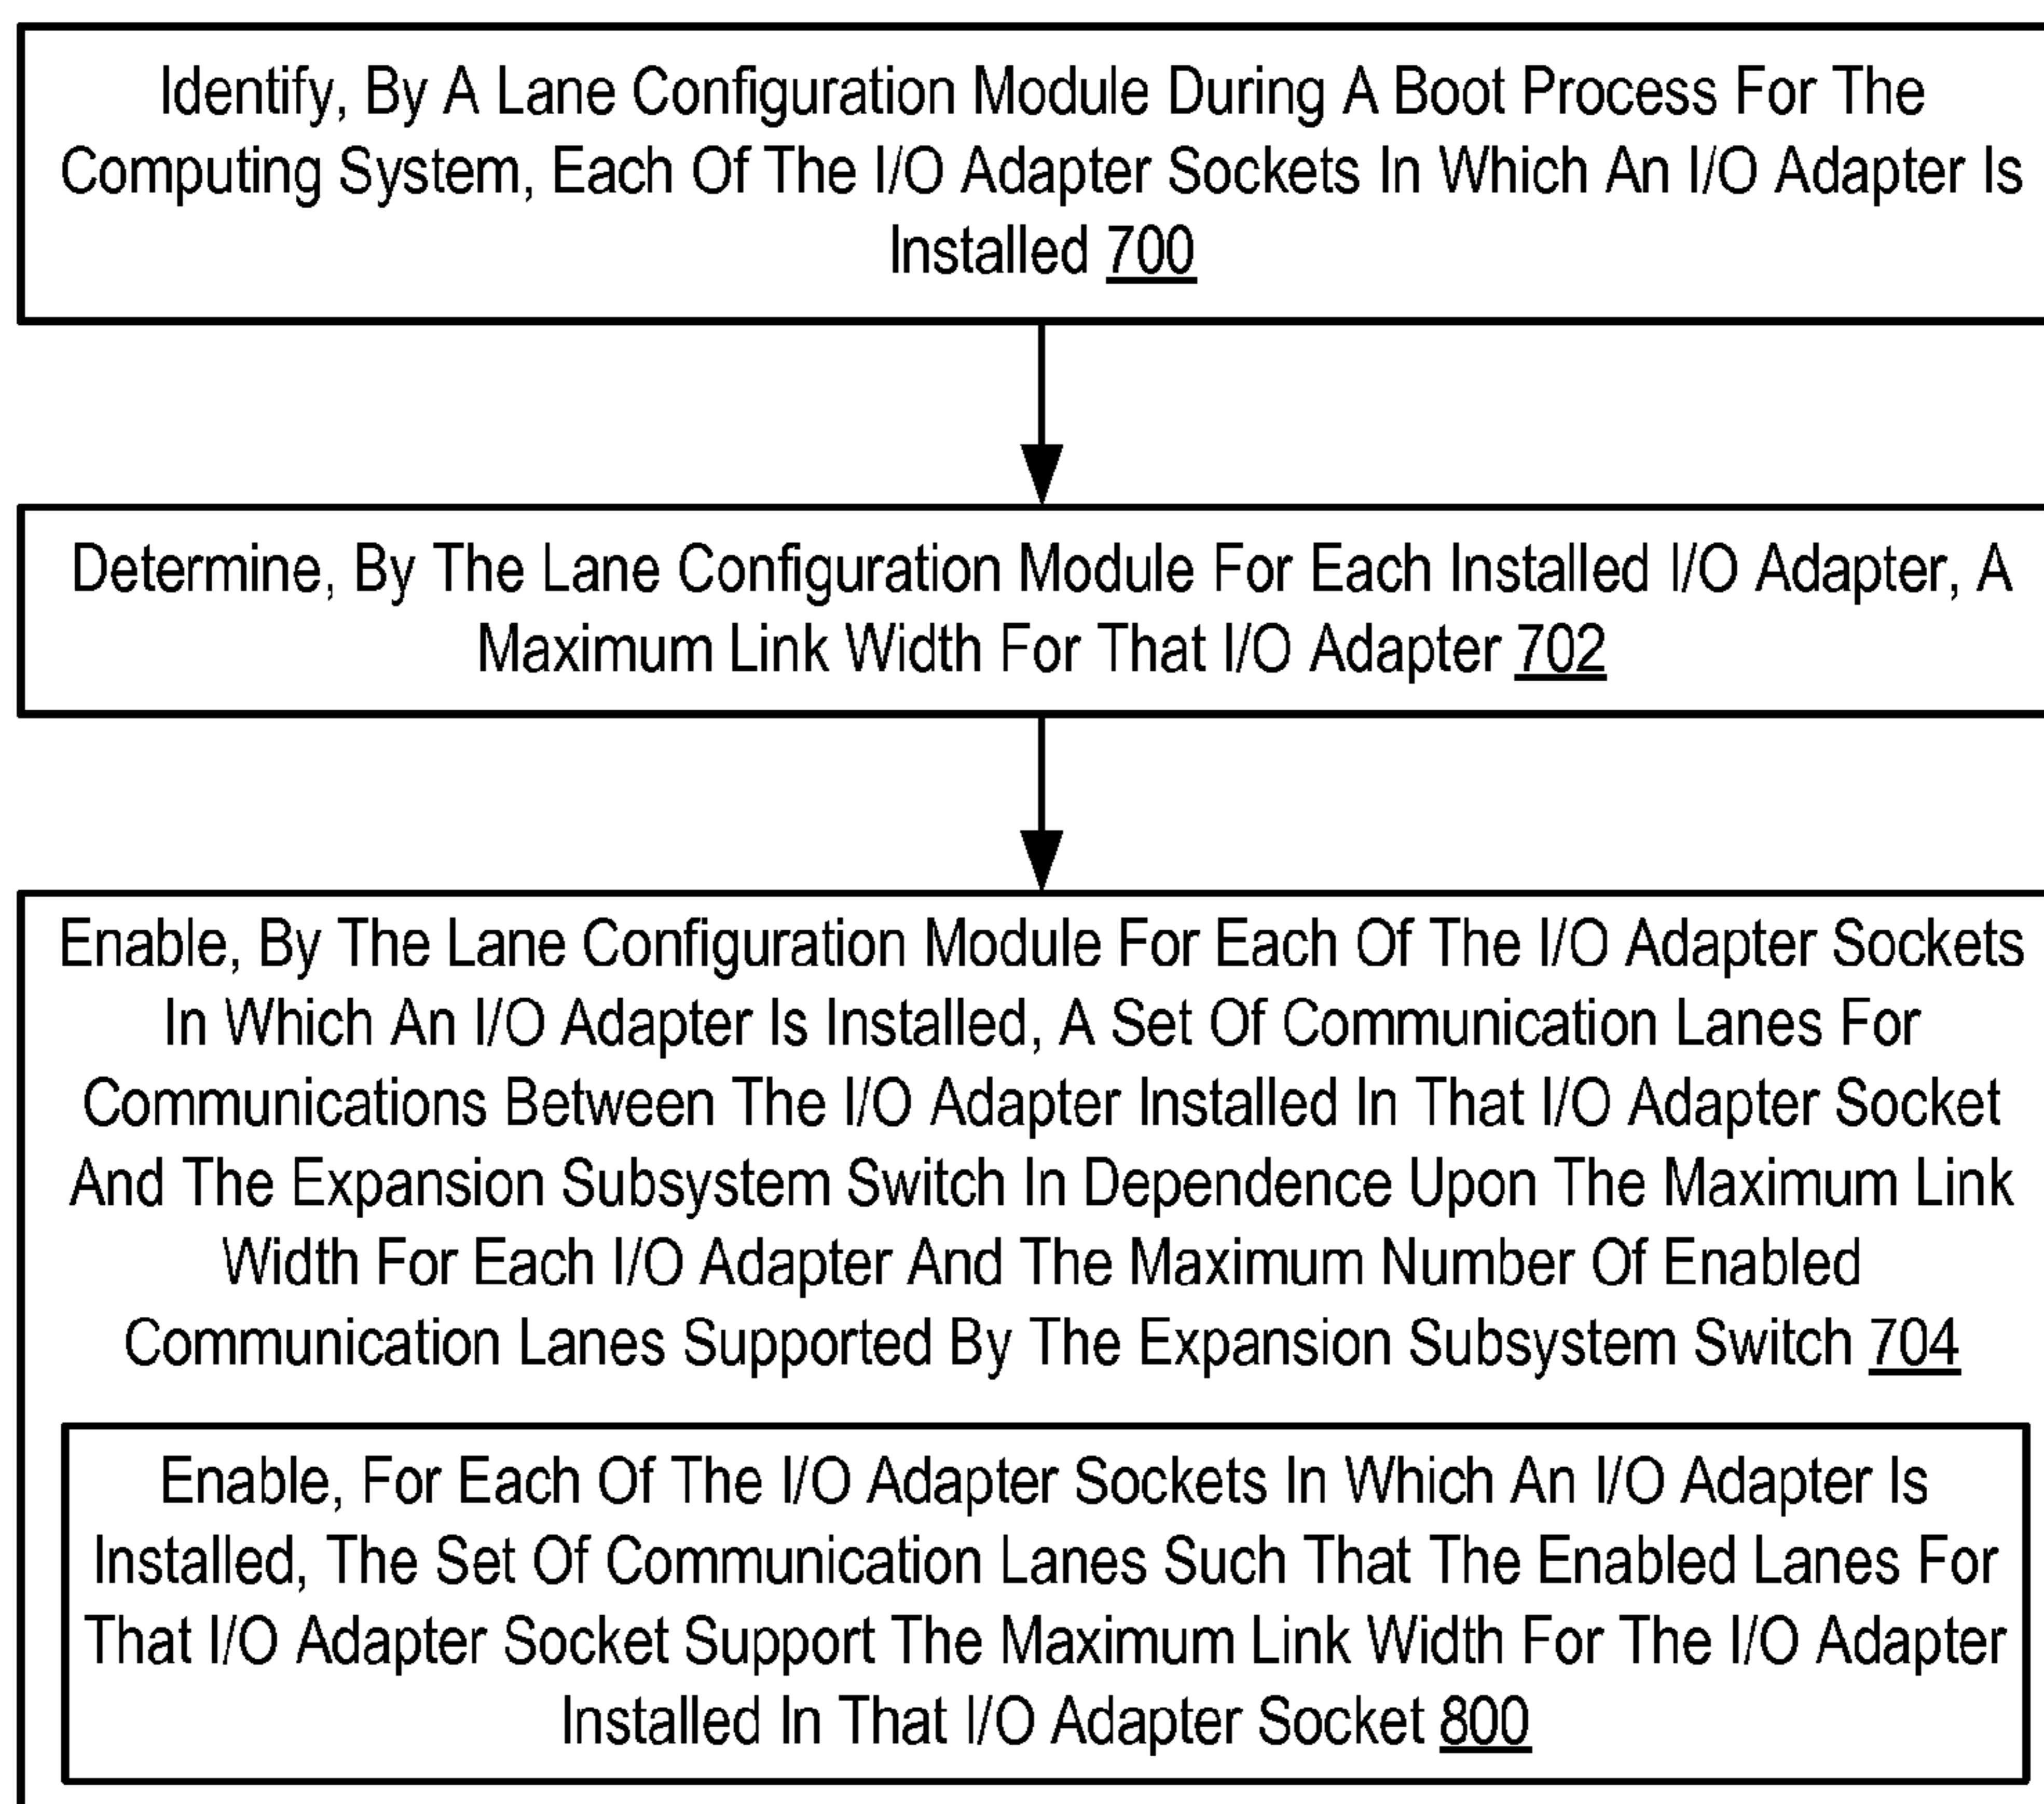 Identify, By A Lane Configuration Module During A Boot Process For The
Computing System, Each Of The I/O Adapter Sockets In Which An I/O Adapter Is
Installed 700
Determine, By The Lane Configuration Module For Each Installed I/O Adapter, A
Maximum Link Width For That I/O Adapter 702
Enable, By The Lane Configuration Module For Each Of The I/O Adapter Sockets
In Which An I/O Adapter Is Installed, A Set Of Communication Lanes For
Communications Between The I/O Adapter Installed In That I/O Adapter Socket
And The Expansion Subsystem Switch In Dependence Upon The Maximum Link
Width For Each I/O Adapter And The Maximum Number Of Enabled
Communication Lanes Supported By The Expansion Subsystem Switch 704
Enable, For Each Of The I/O Adapter Sockets In Which An I/O Adapter Is
Installed, The Set Of Communication Lanes Such That The Enabled Lanes For
That I/O Adapter Socket Support The Maximum Link Width For The I/O Adapter
Installed In That I/O Adapter Socket 800